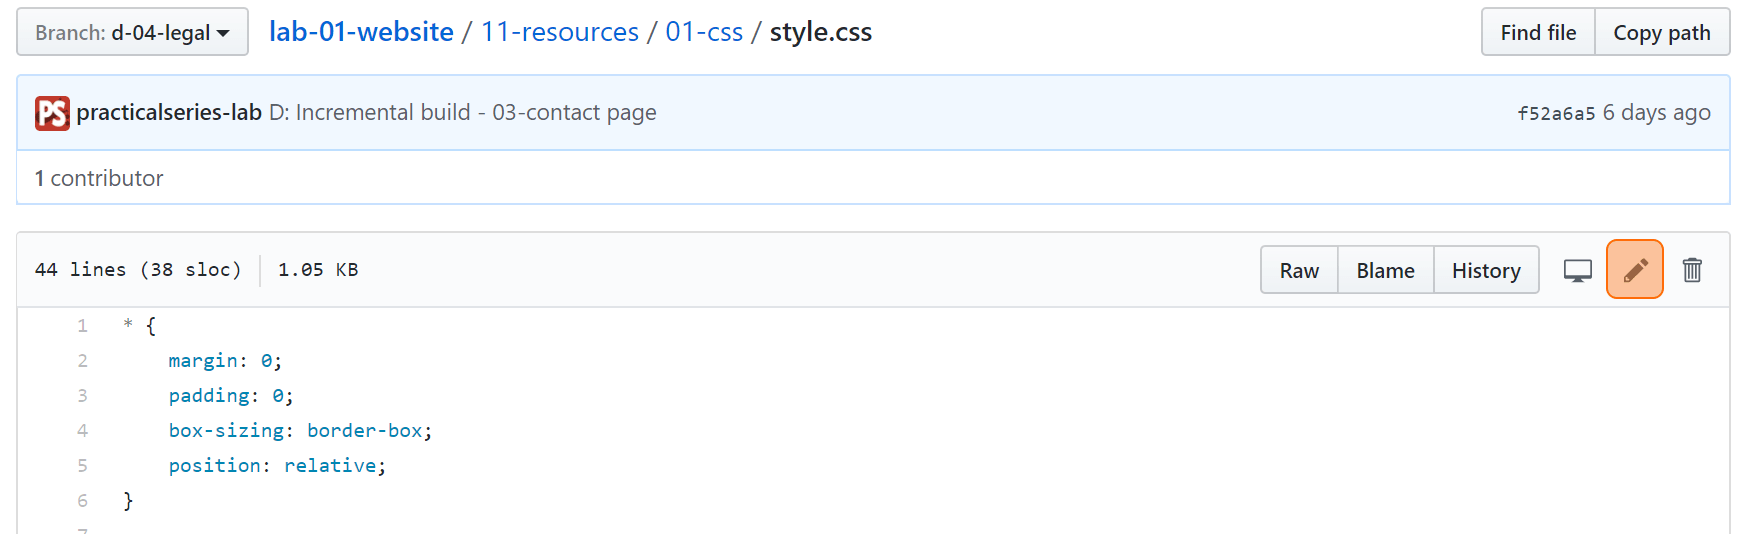 Branch: d-04-legal lab-01-website / 11-resources / 01-css / style.css Find file Copy path
PS practicalseries-lab D: Incremental build - 03-contact page f52a6a5 6 days ago
1 contributor
44 lines (38 sloc) 1.05 KB Raw Blame History
1 * {
2 margin: 0;
3 padding: 0;
4 box-sizing: border-box;
5 position: relative;
6 }
7